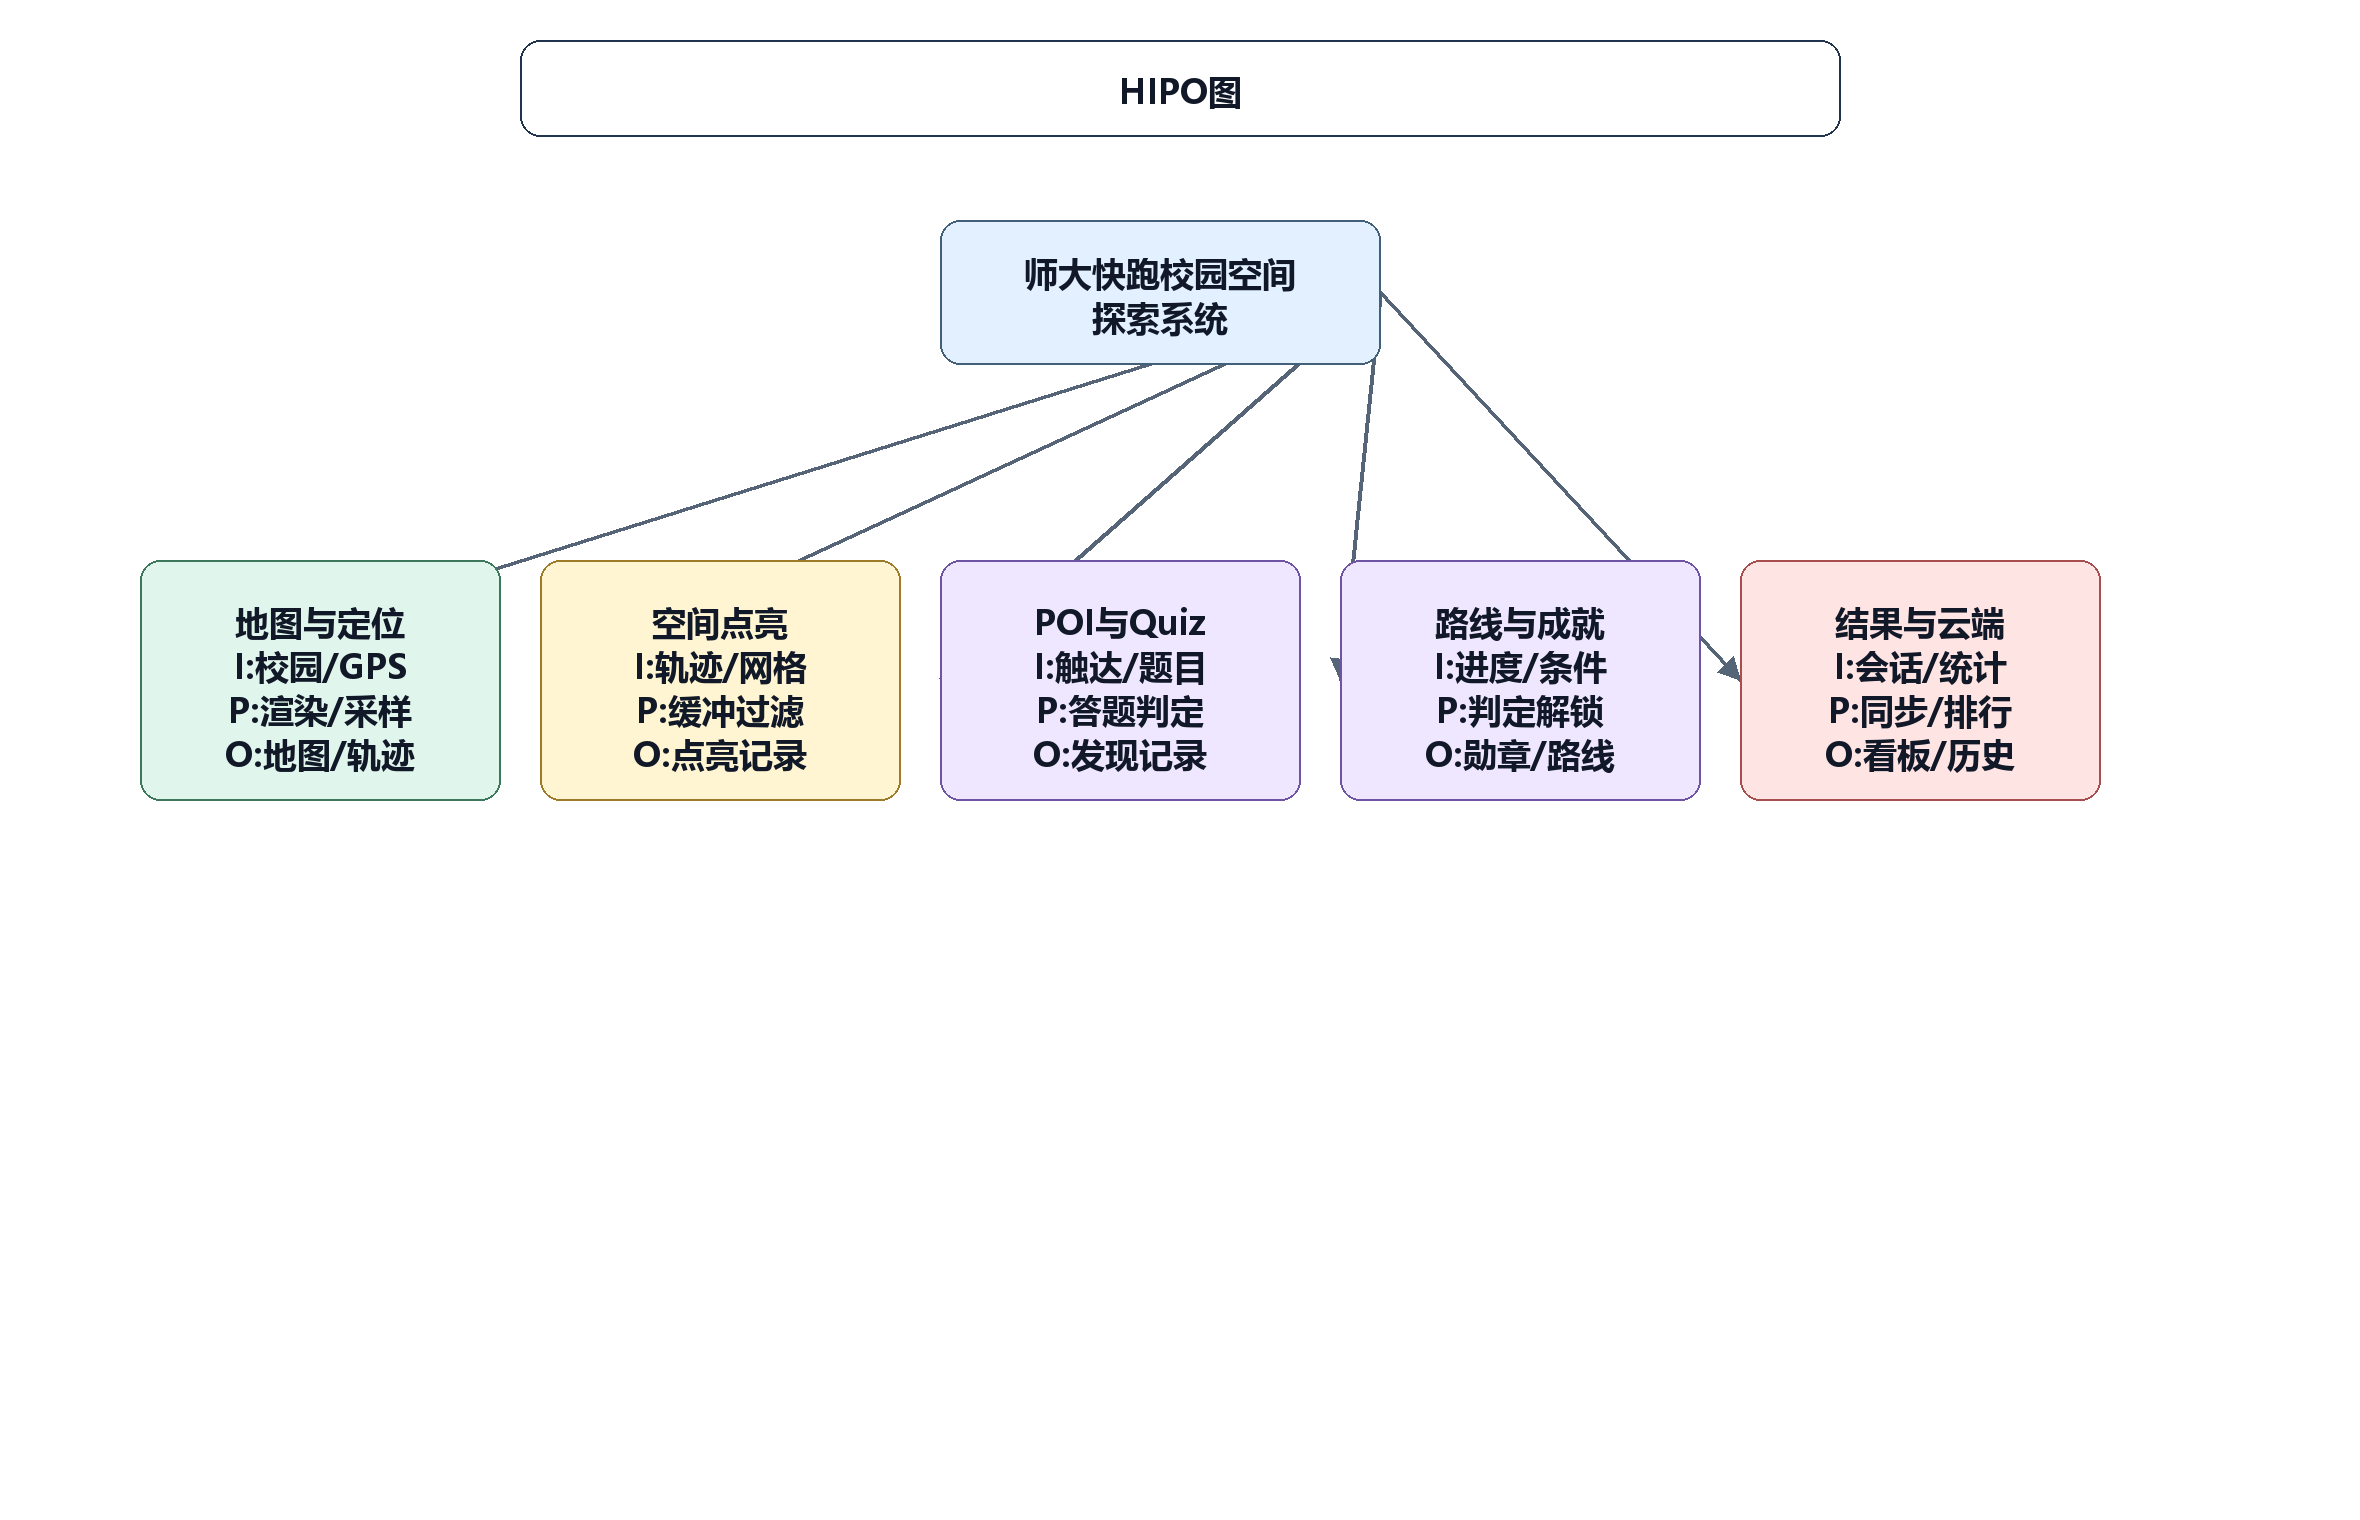 HIPO图
师大快跑校园空间
探索系统
地图与定位
I:校园/GPS
P:渲染/采样
O:地图/轨迹
空间点亮
I:轨迹/网格
P:缓冲过滤
O:点亮记录
POI与Quiz
I:触达/题目
P:答题判定
O:发现记录
路线与成就
I:进度/条件
P:判定解锁
O:勋章/路线
结果与云端
I:会话/统计
P:同步/排行
O:看板/历史